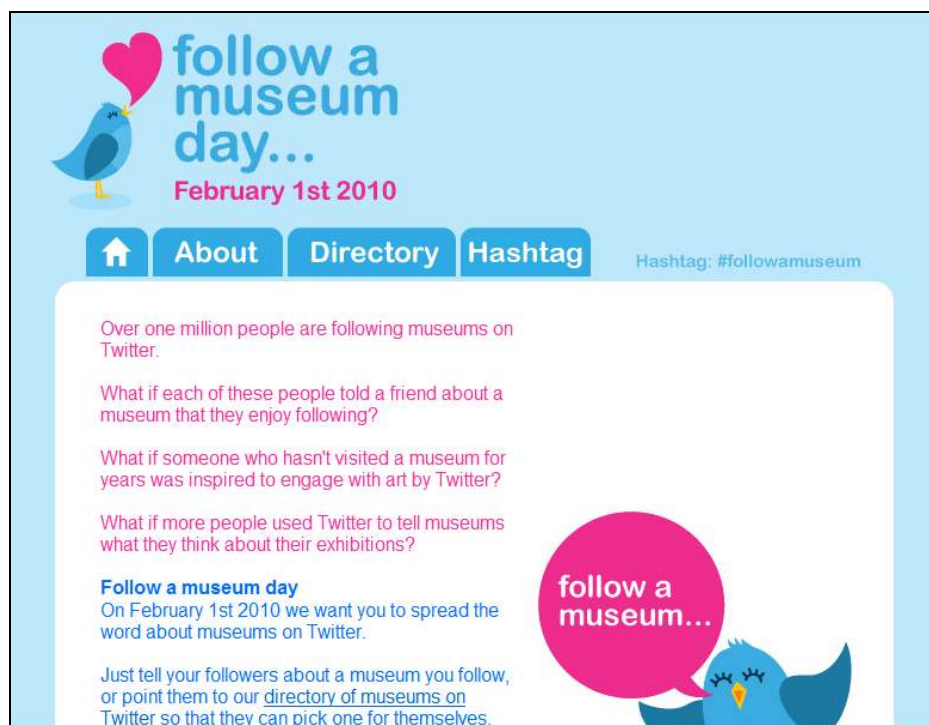 follow a
museum
day...
February 1st 2010
About Directory Hashtag
Hashtag: #followamuseum
Over one million people are following museums on
Twitter.
What if each of these people told a friend about a
museum that they enjoy following?
What if someone who hasn't visited a museum for
years was inspired to engage with art by Twitter?
What if more people used Twitter to tell museums
what they think about their exhibitions?
Follow a museum day
On February 1st 2010 we want you to spread the
word about museums on Twitter.
Just tell your followers about a museum you follow,
or point them to our directory of museums on
Twitter so that they can pick one for themselves.
follow a
museum...